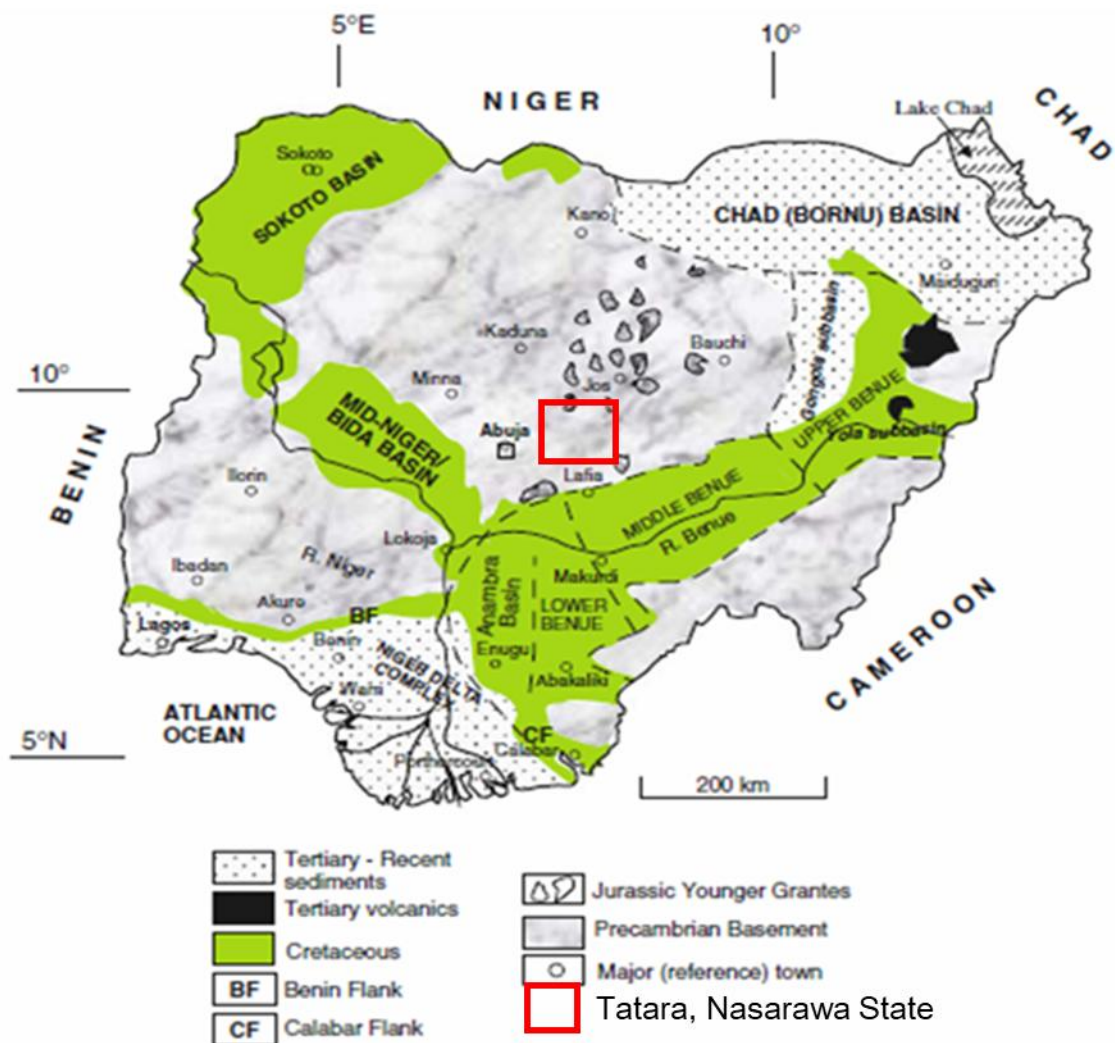 5°E
10°
NIGER
CHAD
Lake Chad
Sokoto
SOKOTO BASIN
Kano
CHAD (BORNU) BASIN
Maiduguri
Gongola subbasin
Kaduna
Bauchi
Jos
10°
Minna
MID-NIGER/
BIDA BASIN
Abuja
UPPER BENUE
Yola subbasin
BENIN
Ilorin
Lafia
MIDDLE BENUE
R. Benue
Lokoja
Ibadan
R. Niger
Makurdi
Akure
BF
Anambra
Basin
LOWER
BENUE
Lagos
Benin
Enugu
NIGER DELTA
COMPLEX
Abakaliki
Warri
CAMEROON
ATLANTIC
OCEAN
CF
Calabar
5°N
Portharcourt
200 km
Tertiary - Recent
sediments
Tertiary volcanics
Cretaceous
BF Benin Flank
CF Calabar Flank
Jurassic Younger Grantes
Precambrian Basement
Major (reference) town
Tatara, Nasarawa State